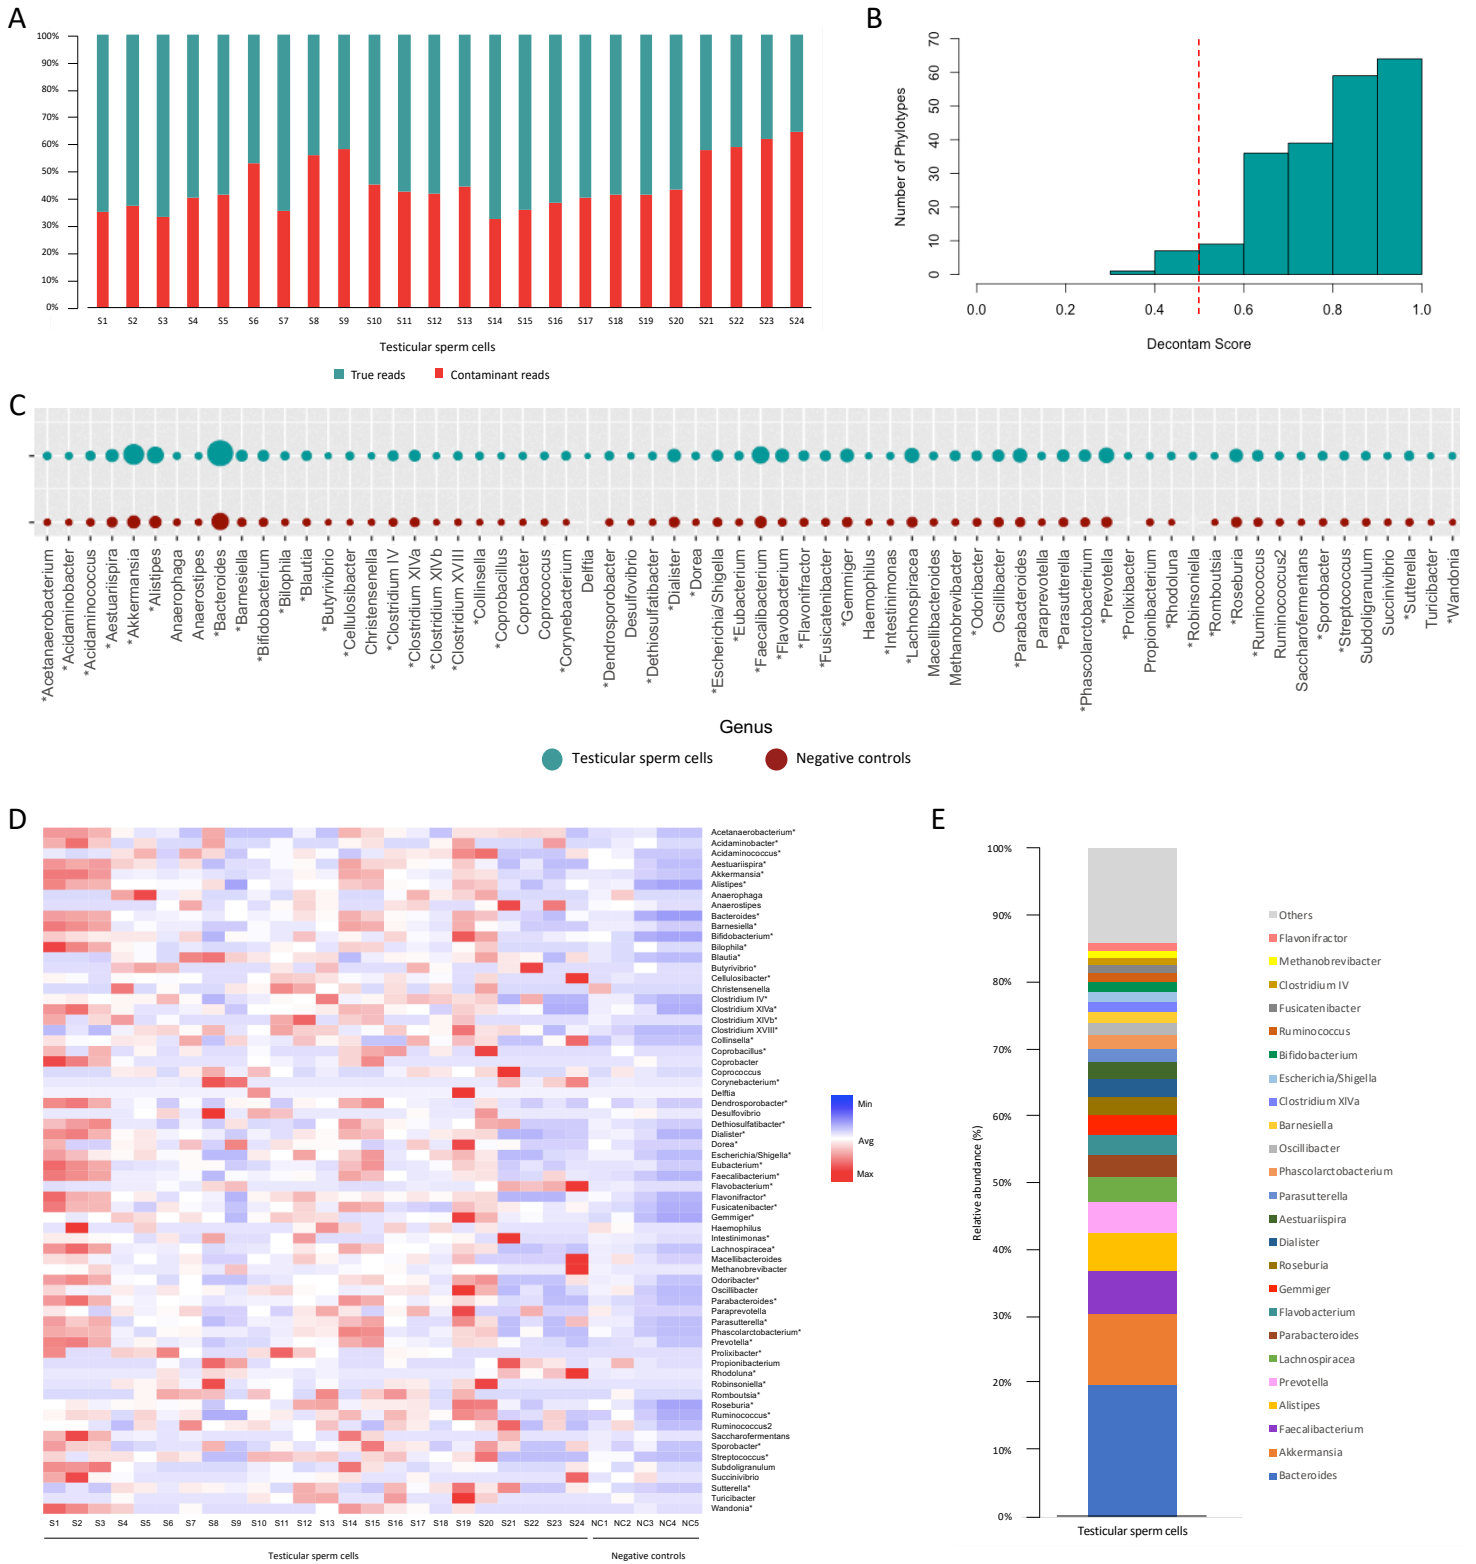 A
100%
90%
80%
70%
60%
50%
40%
30%
20%
10%
0%
S1 S2 S3 S4 S5 S6 S7 S8 S9 S10 S11 S12 S13 S14 S15 S16 S17 S18 S19 S20 S21 S22 S23 S24
Testicular sperm cells
True reads Contaminant reads
B
Number of Phylotypes
70
60
50
40
30
20
10
0
0.0 0.2 0.4 0.6 0.8 1.0
Decontam Score
C
*Acetanaerobacterium
*Acidaminobacter
*Acidaminococcus
*Aestuariispira
*Akkermansia
*Alistipes
Anaerophaga
Anaerostipes
*Bacteroides
*Barnesiella
*Bifidobacterium
*Bilophila
*Blautia
*Butyrivibrio
*Cellulosibacter
Christensenella
*Clostridium IV
*Clostridium XIVa
*Clostridium XIVb
*Clostridium XVIII
*Collinsella
*Coprobacillus
Coprobacter
Coprococcus
*Corynebacterium
Delftia
*Dendrosporobacter
Desulfovibrio
*Dethiosulfatibacter
*Dialister
*Dorea
*Escherichia/Shigella
*Eubacterium
*Faecalibacterium
*Flavobacterium
*Flavonifractor
*Fusicatenibacter
*Gemmiger
Haemophilus
*Intestinimonas
*Lachnospiracea
Macellibacteroides
Methanobrevibacter
*Odoribacter
Oscillibacter
*Parabacteroides
Paraprevotella
*Parasutterella
*Phascolarctobacterium
*Prevotella
*Prolixibacter
Propionibacterium
*Rhodoluna
*Robinsoniella
*Romboutsia
*Roseburia
*Ruminococcus
Ruminococcus2
Saccharofermentans
*Sporobacter
*Streptococcus
Subdoligranulum
Succinivibrio
*Sutterella
Turicibacter
*Wandonia
Genus
Testicular sperm cells Negative controls
D
Acetanaerobacterium*
Acidaminobacter*
Acidaminococcus*
Aestuariispira*
Akkermansia*
Alistipes*
Anaerophaga
Anaerostipes
Bacteroides*
Barnesiella*
Bifidobacterium*
Bilophila*
Blautia*
Butyrivibrio*
Cellulosibacter*
Christensenella
Clostridium IV*
Clostridium XIVa*
Clostridium XIVb*
Clostridium XVIII*
Collinsella*
Coprobacillus*
Coprobacter
Coprococcus
Corynebacterium*
Delftia
Dendrosporobacter*
Desulfovibrio
Dethiosulfatibacter*
Dialister*
Dorea*
Escherichia/Shigella*
Eubacterium*
Faecalibacterium*
Flavobacterium*
Flavonifractor*
Fusicatenibacter*
Gemmiger*
Haemophilus
Intestinimonas*
Lachnospiracea*
Macellibacteroides
Methanobrevibacter
Odoribacter*
Oscillibacter
Parabacteroides*
Paraprevotella
Parasutterella*
Phascolarctobacterium*
Prevotella*
Prolixibacter*
Propionibacterium
Rhodoluna*
Robinsoniella*
Romboutsia*
Roseburia*
Ruminococcus*
Ruminococcus2
Saccharofermentans
Sporobacter*
Streptococcus*
Subdoligranulum
Succinivibrio
Sutterella*
Turicibacter
Wandonia*
S1 S2 S3 S4 S5 S6 S7 S8 S9 S10 S11 S12 S13 S14 S15 S16 S17 S18 S19 S20 S21 S22 S23 S24 NC1 NC2 NC3 NC4 NC5
Testicular sperm cells Negative controls
Min
Avg
Max
E
Relative abundance (%)
100%
90%
80%
70%
60%
50%
40%
30%
20%
10%
0%
Testicular sperm cells
Others
Flavonifractor
Methanobrevibacter
Clostridium IV
Fusicatenibacter
Ruminococcus
Bifidobacterium
Escherichia/Shigella
Clostridium XIVa
Barnesiella
Oscillibacter
Phascolarctobacterium
Parasutterella
Aestuariispira
Dialister
Roseburia
Gemmiger
Flavobacterium
Parabacteroides
Lachnospiracea
Prevotella
Alistipes
Faecalibacterium
Akkermansia
Bacteroides